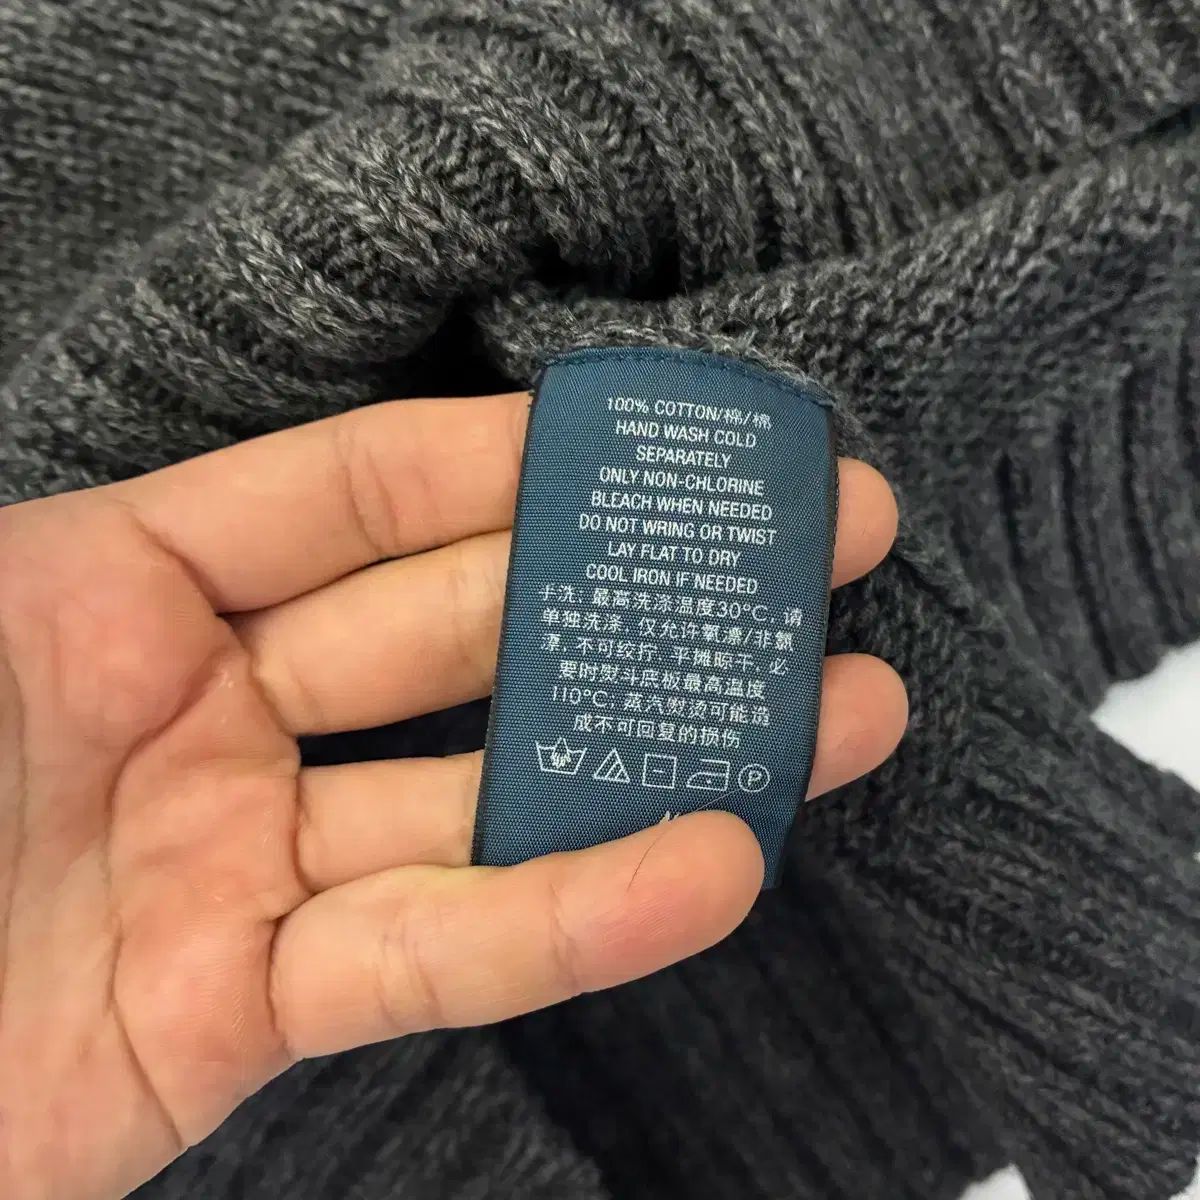 100% COTTON/棉/棉
HAND WASH COLD
SEPARATELY
ONLY NON-CHLORINE
BLEACH WHEN NEEDED
DO NOT WRING OR TWIST
LAY FLAT TO DRY
COOL IRON IF NEEDED
手洗: 最高洗涤温度30°C, 请
单独洗涤, 仅允许氧漂/非氯
漂, 不可绞拧, 平摊晾干, 必
要时熨斗底板最高温度
110°C, 蒸汽熨烫可能造
成不可回复的损伤
P